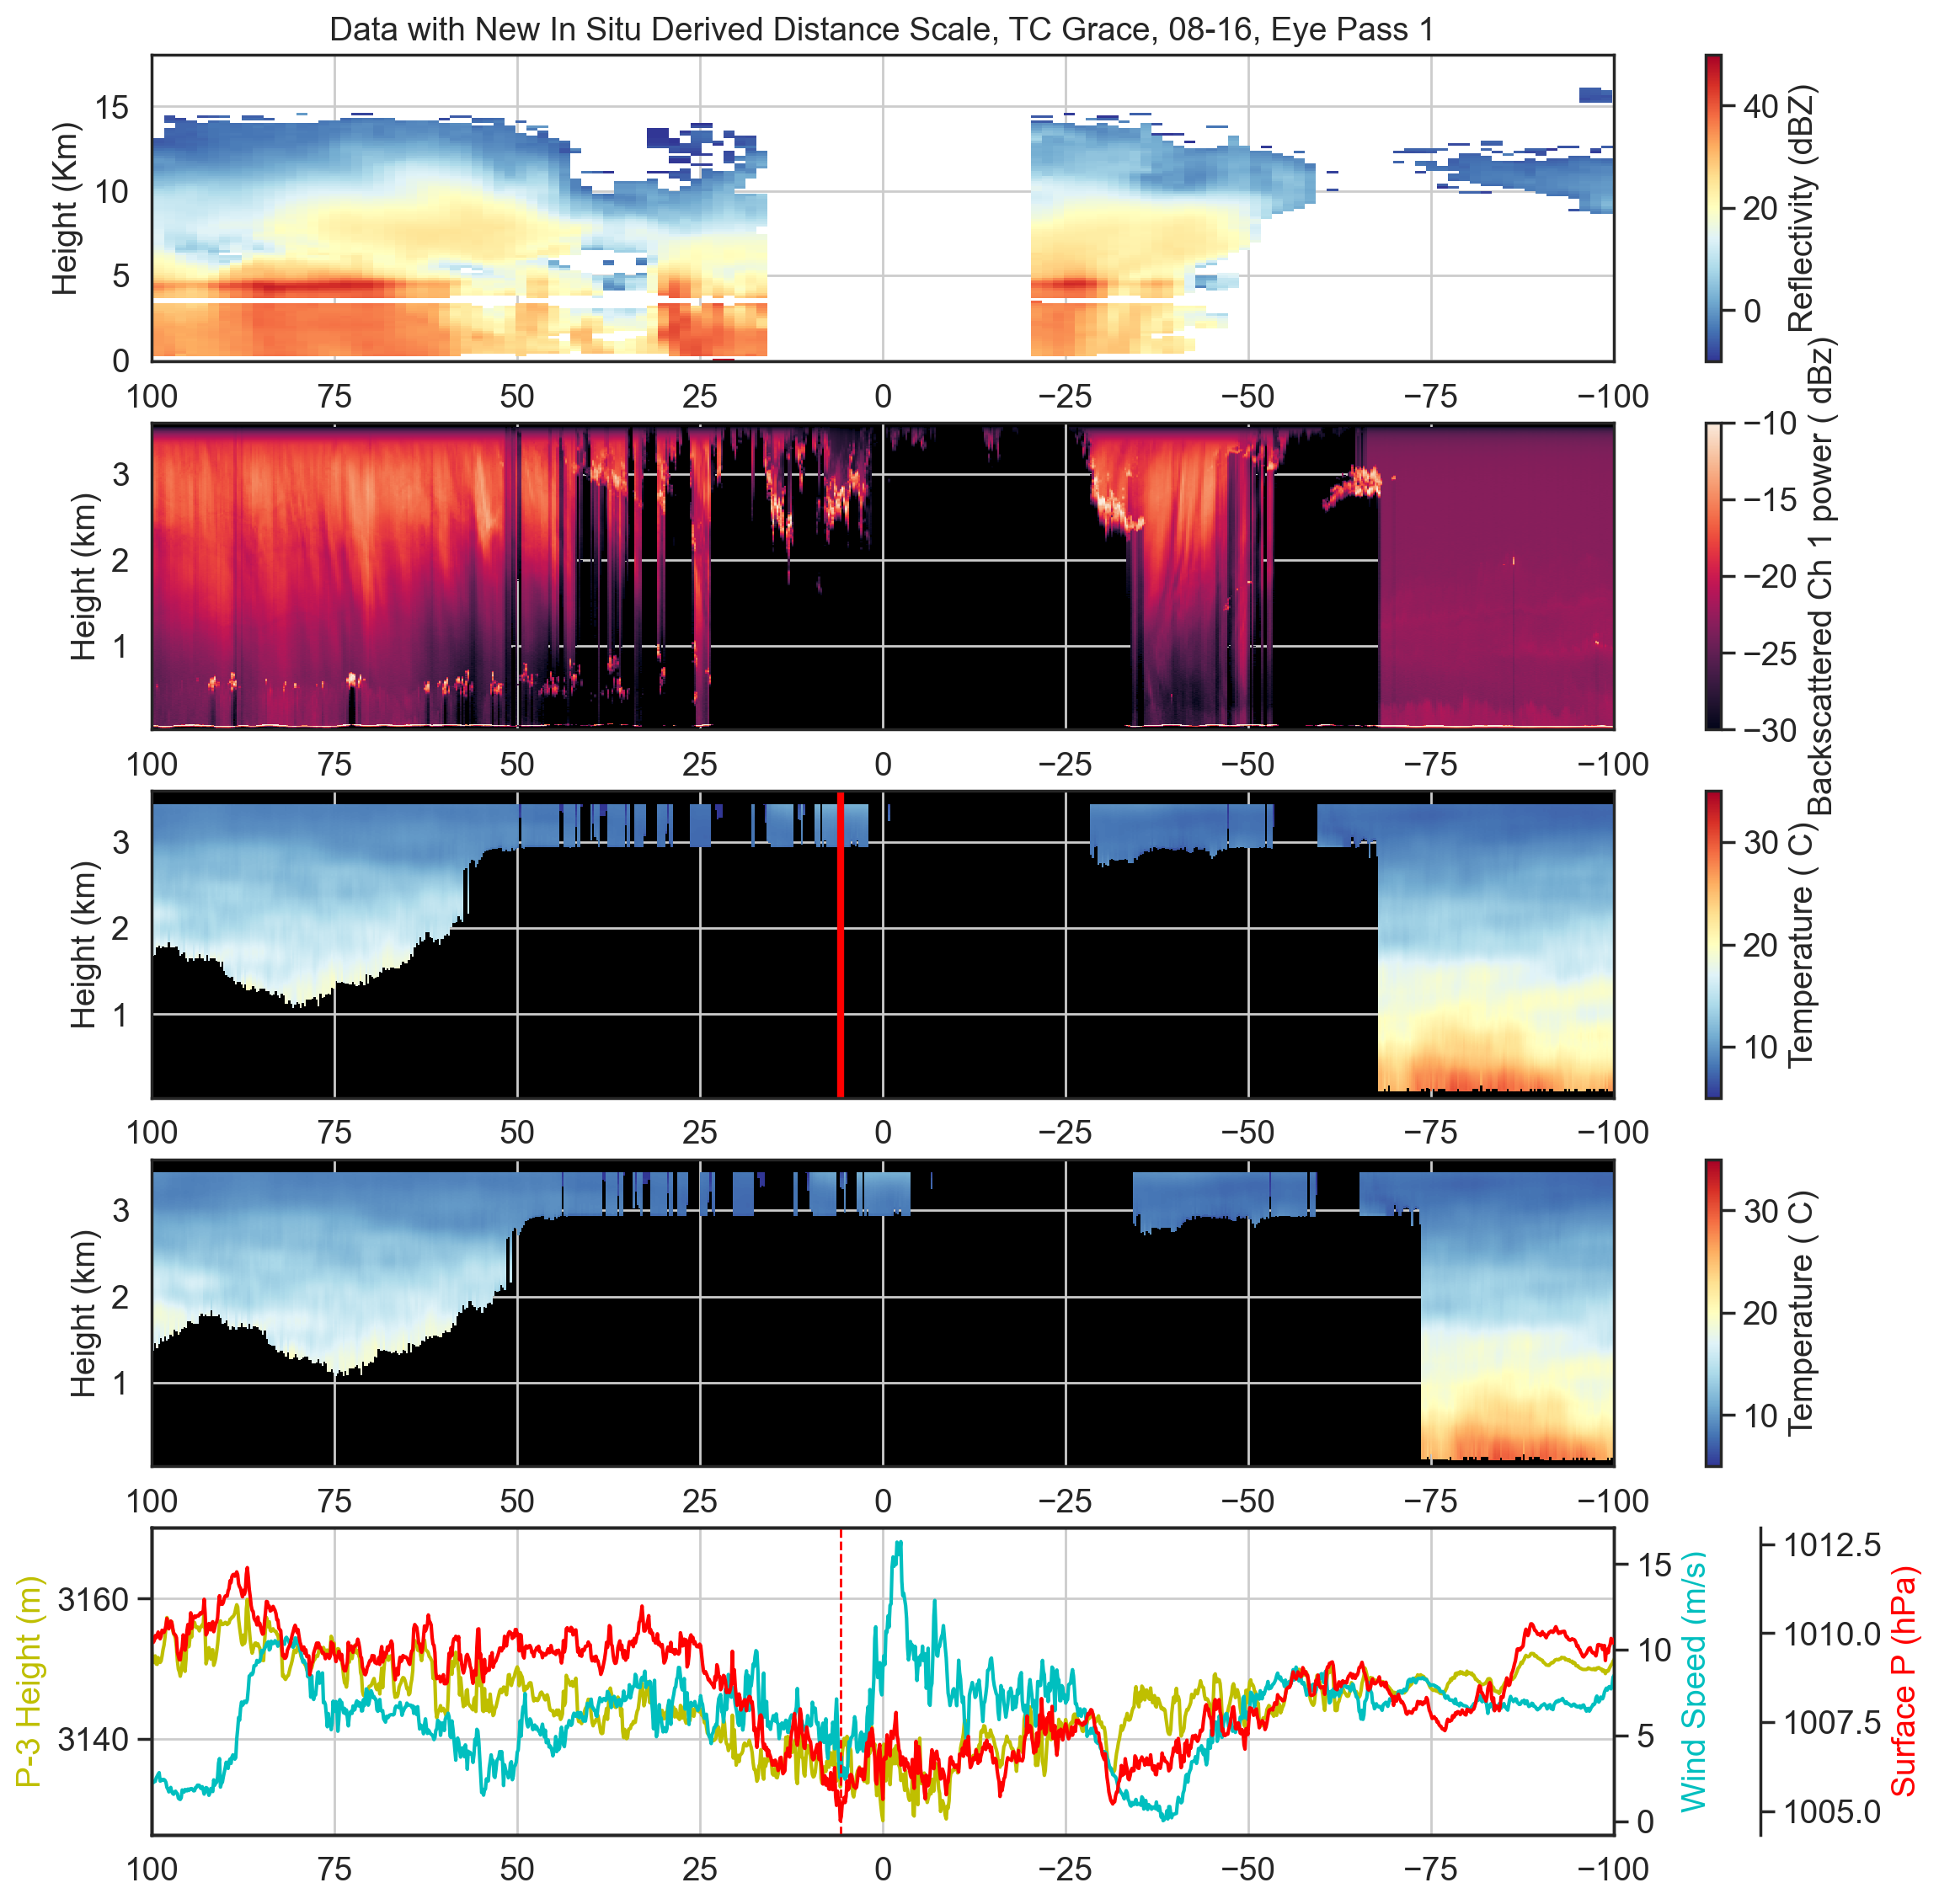 Data with New In Situ Derived Distance Scale, TC Grace, 08-16, Eye Pass 1
Height (Km)
15
10
5
0
100 75 50 25 0 −25 −50 −75 −100
40
20
0
Reflectivity (dBZ)
Height (km)
3
2
1
100 75 50 25 0 −25 −50 −75 −100
−10
−15
−20
−25
−30
Backscattered Ch 1 power ( dBz)
Height (km)
3
2
1
100 75 50 25 0 −25 −50 −75 −100
30
20
10
Temperature ( C)
Height (km)
3
2
1
100 75 50 25 0 −25 −50 −75 −100
30
20
10
Temperature ( C)
P-3 Height (m)
3160
3140
100 75 50 25 0 −25 −50 −75 −100
15
10
5
0
Wind Speed (m/s)
1012.5
1010.0
1007.5
1005.0
Surface P (hPa)